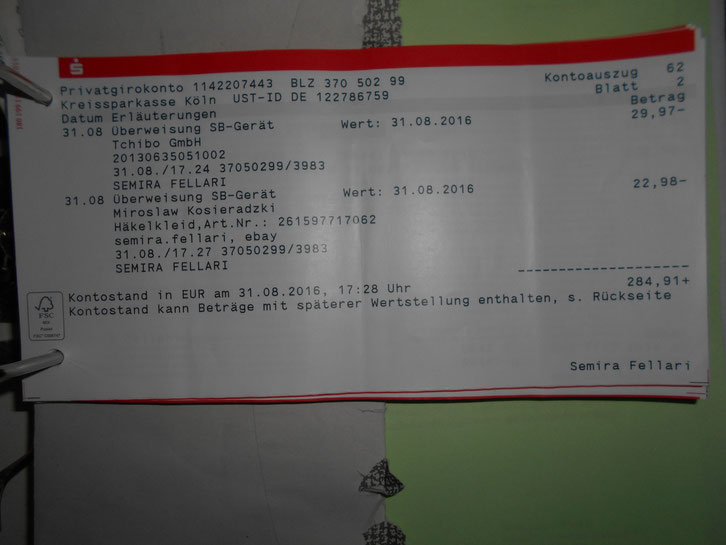 Privatgirokonto 1142207443 BLZ 370 502 99 Kontoauszug 62
Kreissparkasse Köln UST-ID DE 122786759 Blatt 2
Datum Erläuterungen Betrag
31.08 Überweisung SB-Gerät Wert: 31.08.2016 29,97-
Tchibo GmbH
20130635051002
31.08./17.24 37050299/3983
SEMIRA FELLARI
31.08 Überweisung SB-Gerät Wert: 31.08.2016 22,98-
Miroslaw Kosieradzki
Häkelkleid,Art.Nr.: 261597717062
semira.fellari, ebay
31.08./17.27 37050299/3983
SEMIRA FELLARI
Kontostand in EUR am 31.08.2016, 17:28 Uhr 284,91+
Kontostand kann Beträge mit späterer Wertstellung enthalten, s. Rückseite
FSC
Semira Fellari